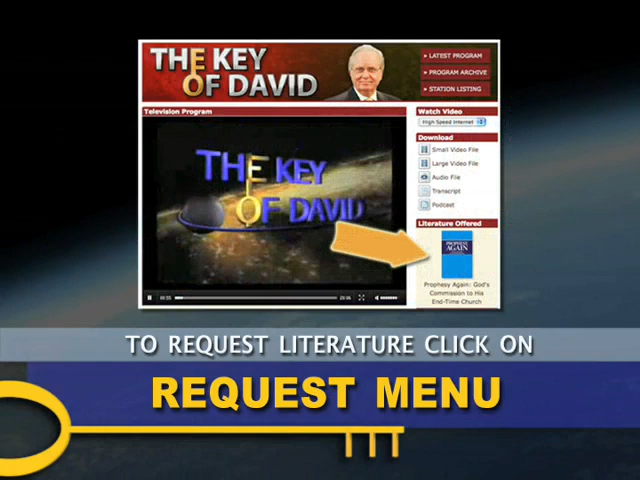 THE KEY
OF DAVID
» LATEST PROGRAM
» PROGRAM ARCHIVE
» STATION LISTING
Television Program
Watch Video
High Speed Internet
Download
Small Video File
Large Video File
Audio File
Transcript
Podcast
THE KEY
OF DAVID
Literature Offered
PROPHESY
AGAIN
Prophesy Again: God's
Commission to His
End-Time Church
TO REQUEST LITERATURE CLICK ON
REQUEST MENU